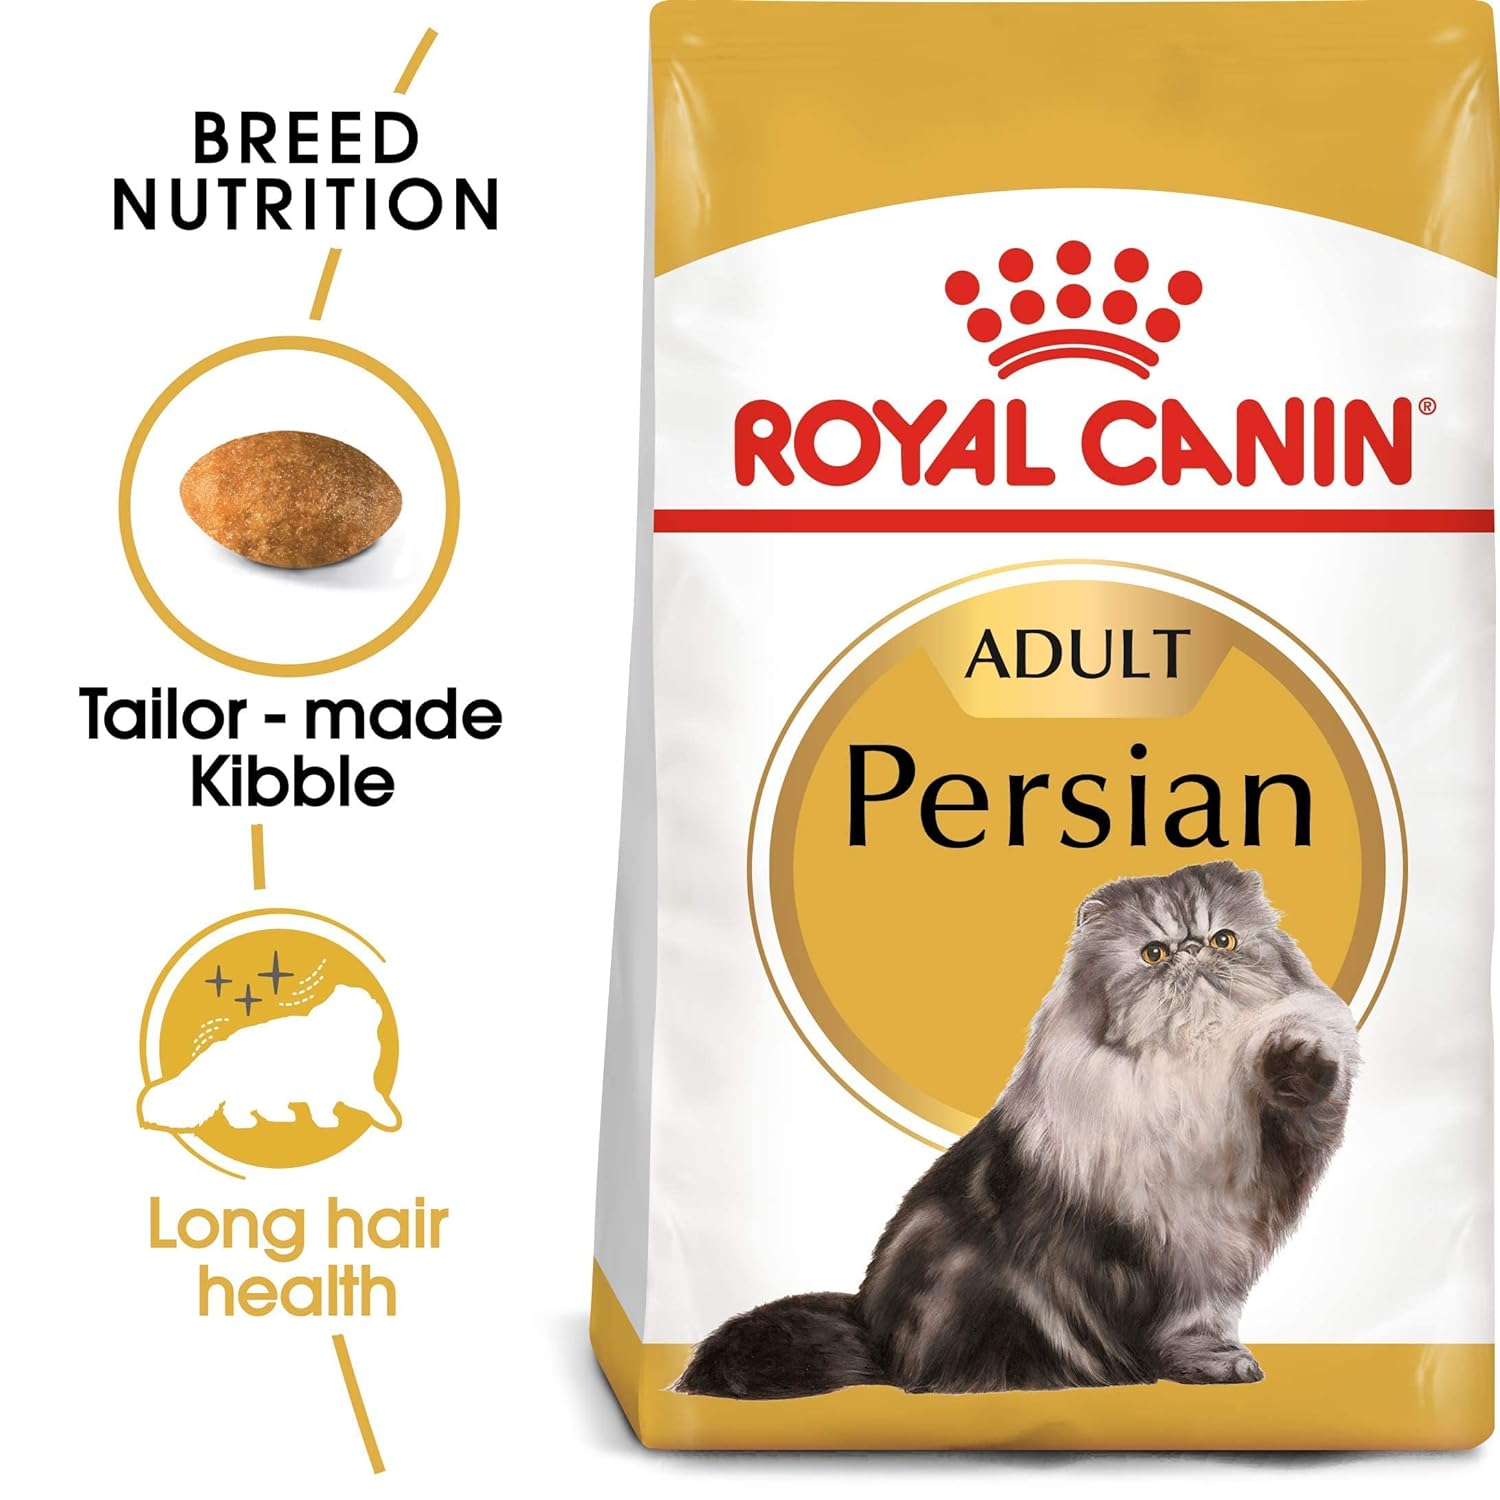 BREED
NUTRITION
Tailor - made
Kibble
Long hair
health
ROYAL CANIN®
ADULT
Persian